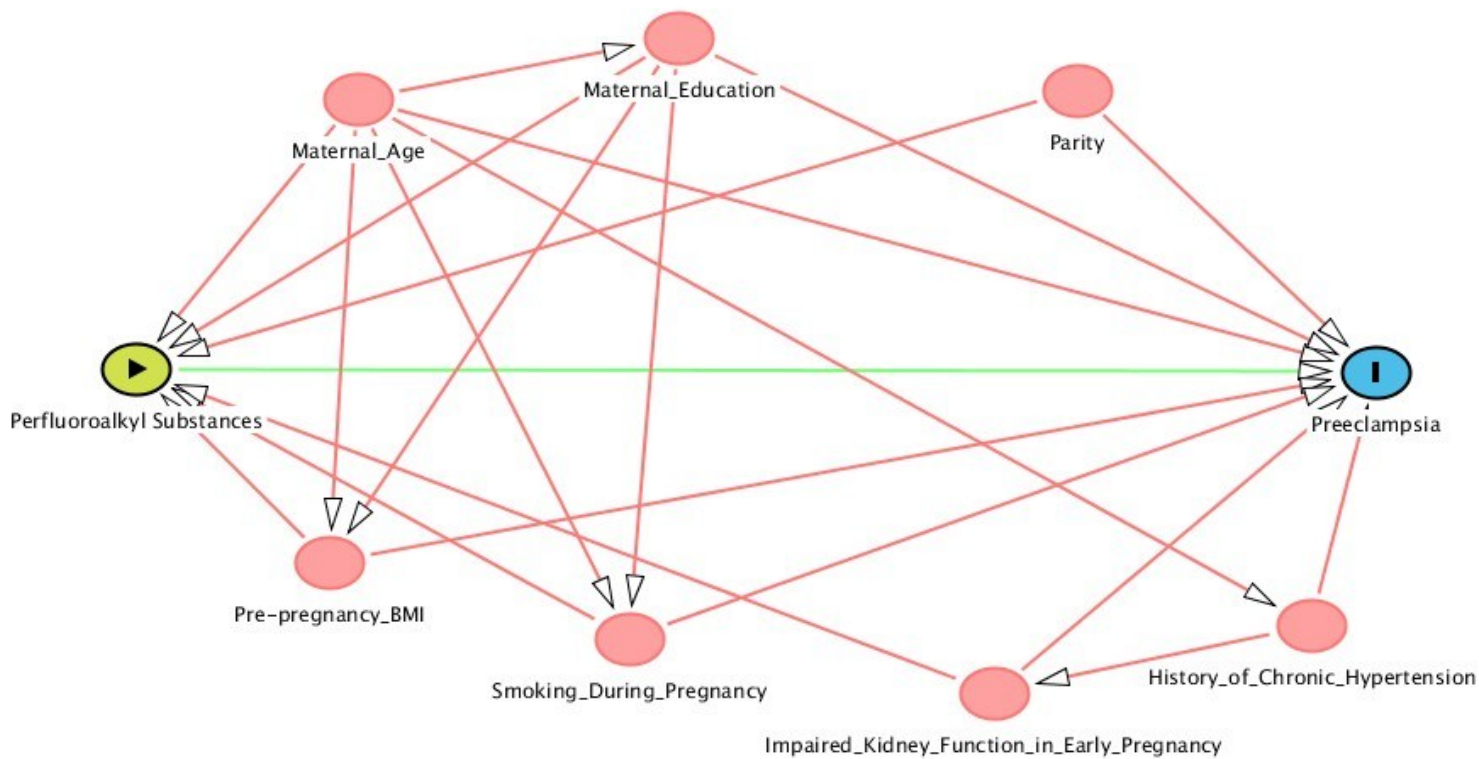 Maternal_Education
Maternal_Age
Parity
Perfluoroalkyl Substances
Preeclampsia
Pre-pregnancy_BMI
Smoking_During_Pregnancy
History_of_Chronic_Hypertension
Impaired_Kidney_Function_in_Early_Pregnancy